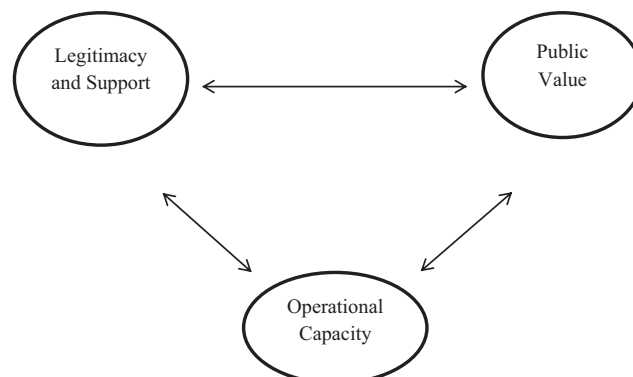 Legitimacy
and Support
Public
Value
Operational
Capacity